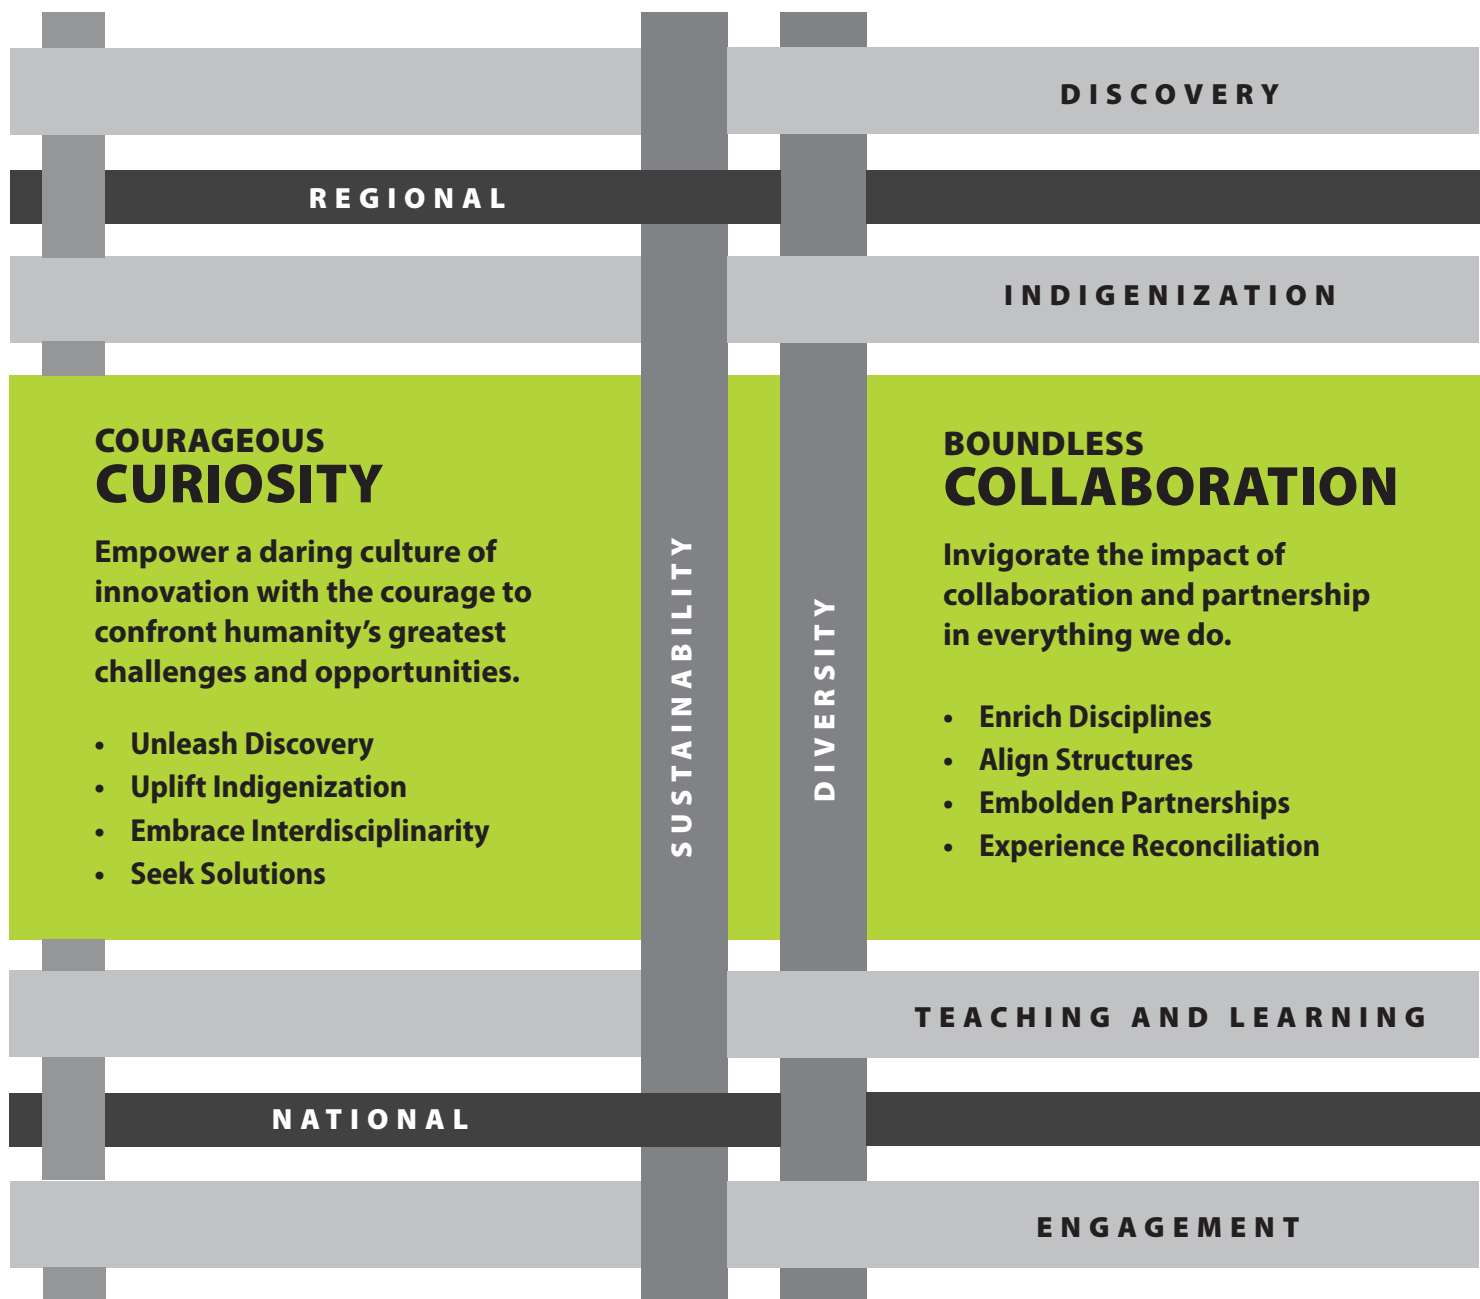 DISCOVERY
REGIONAL
INDIGENIZATION
COURAGEOUS
CURIOSITY
Empower a daring culture of
innovation with the courage to
confront humanity’s greatest
challenges and opportunities.
• Unleash Discovery
• Uplift Indigenization
• Embrace Interdisciplinarity
• Seek Solutions
SUSTAINABILITY
DIVERSITY
BOUNDLESS
COLLABORATION
Invigorate the impact of
collaboration and partnership
in everything we do.
• Enrich Disciplines
• Align Structures
• Embolden Partnerships
• Experience Reconciliation
TEACHING AND LEARNING
NATIONAL
ENGAGEMENT